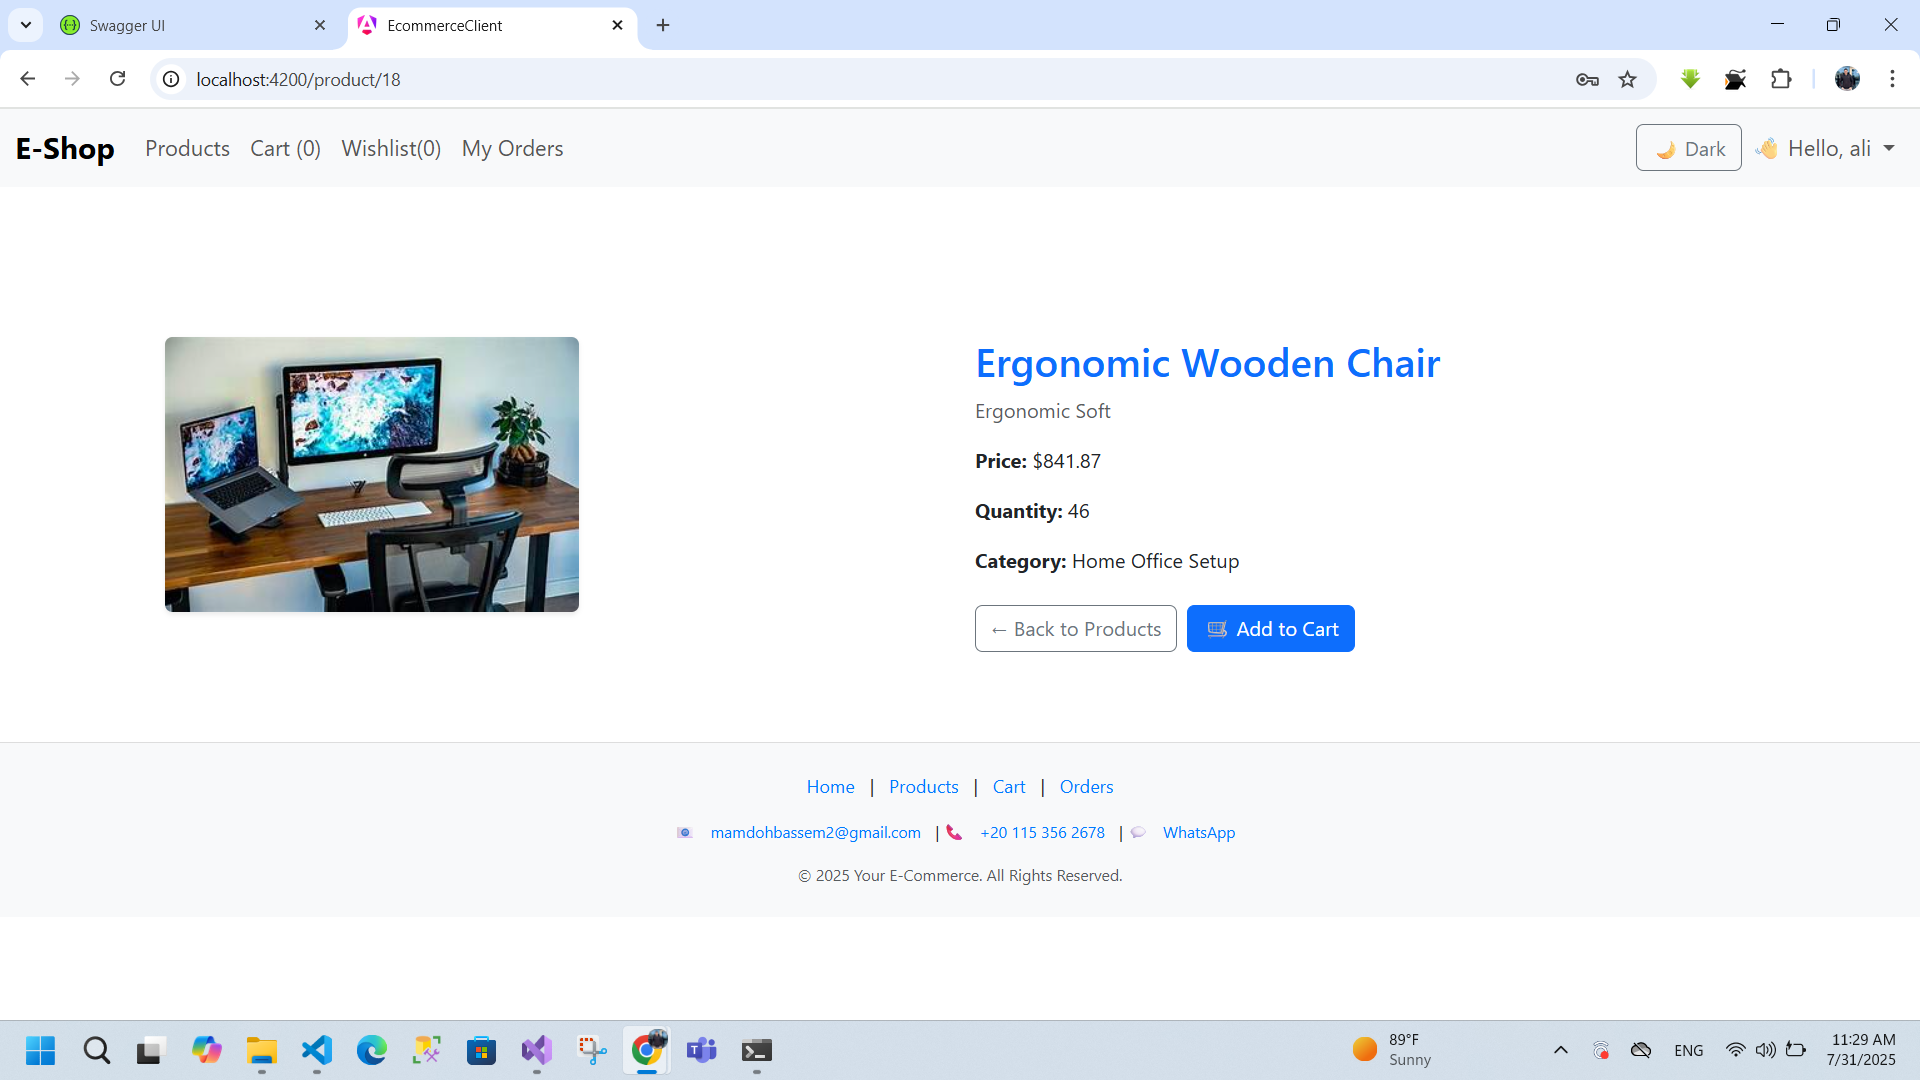 Swagger UI
EcommerceClient
localhost:4200/product/18
E-Shop Products Cart (0) Wishlist(0) My Orders 🌙 Dark 👋 Hello, ali
Ergonomic Wooden Chair
Ergonomic Soft
Price: $841.87
Quantity: 46
Category: Home Office Setup
← Back to Products 🛒 Add to Cart
Home | Products | Cart | Orders
📧 mamdohbassem2@gmail.com | 📞 +20 115 356 2678 | 💬 WhatsApp
© 2025 Your E-Commerce. All Rights Reserved.
89°F
Sunny
ENG
11:29 AM
7/31/2025